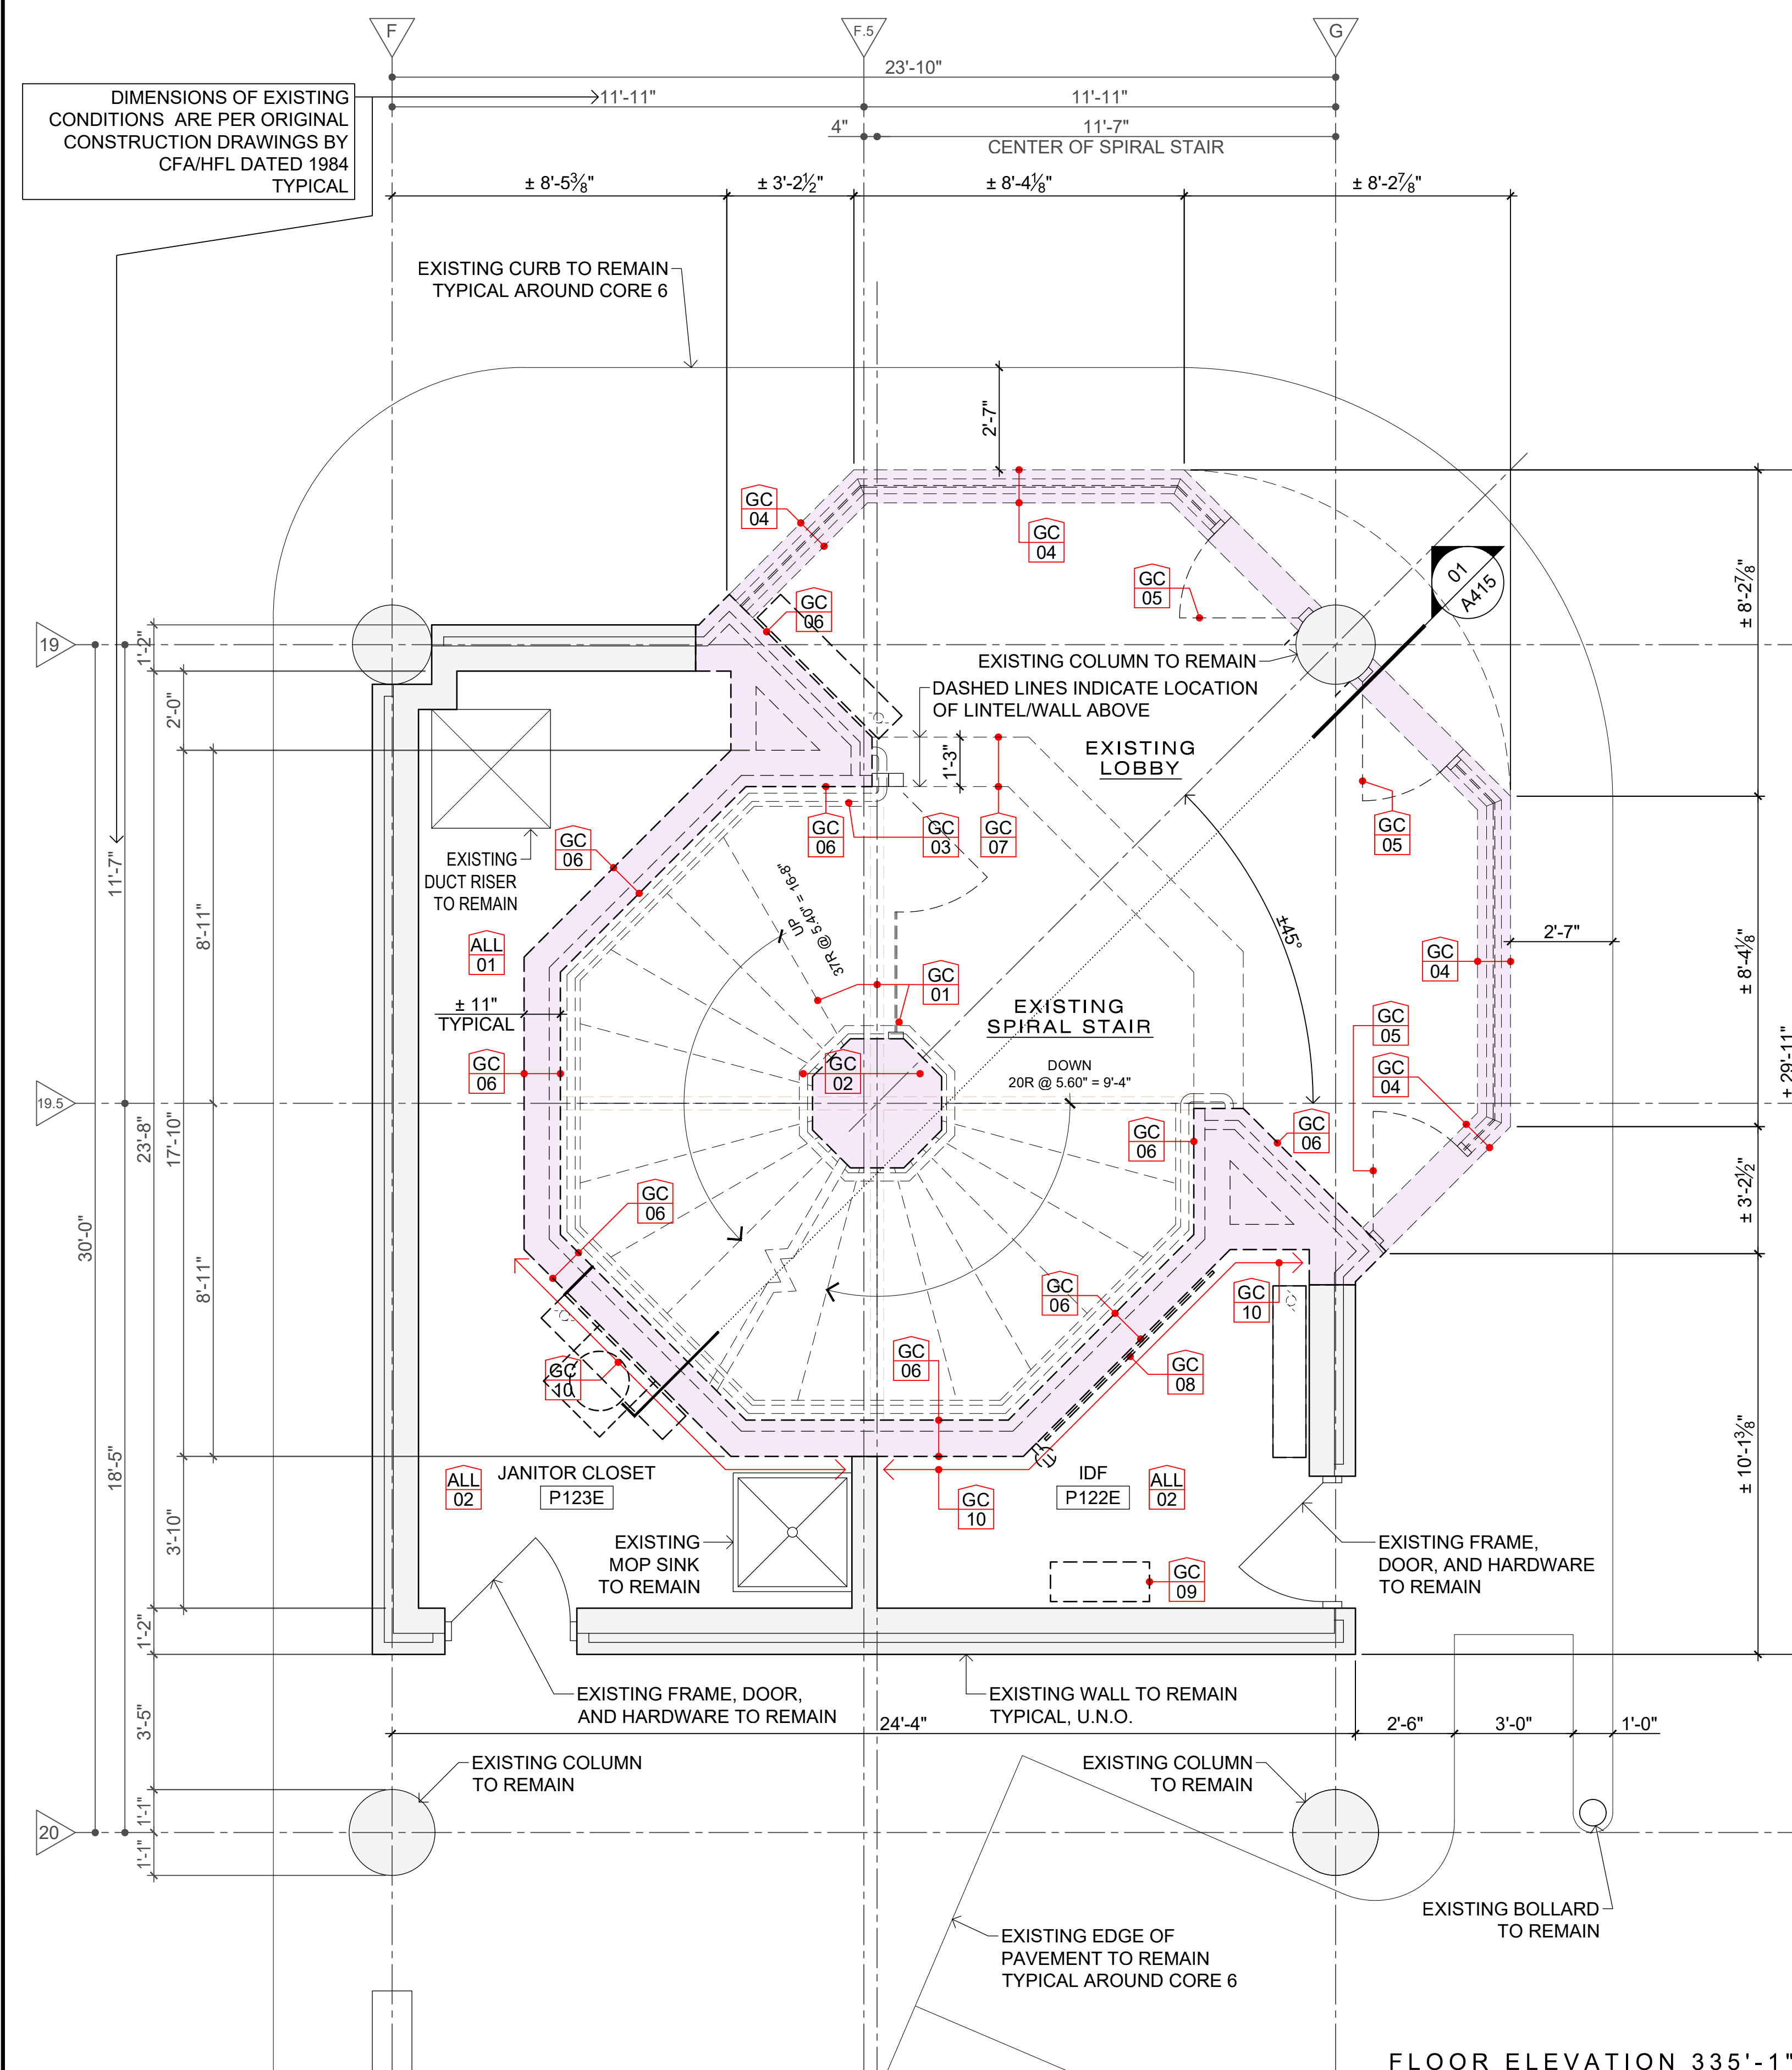 F
F.5
G
23'-10"
11'-11"
11'-11"
4"
11'-7"
CENTER OF SPIRAL STAIR
DIMENSIONS OF EXISTING
CONDITIONS ARE PER ORIGINAL
CONSTRUCTION DRAWINGS BY
CFA/HFL DATED 1984
TYPICAL
± 8'-5⅜"
± 3'-2½"
± 8'-4⅛"
± 8'-2⅞"
EXISTING CURB TO REMAIN
TYPICAL AROUND CORE 6
2'-7"
GC
04
GC
04
GC
05
01
A415
± 8'-2⅞"
GC
06
19
1'-2"
EXISTING COLUMN TO REMAIN
DASHED LINES INDICATE LOCATION
OF LINTEL/WALL ABOVE
2'-0"
EXISTING
LOBBY
1'-3"
GC
06
GC
06
GC
03
GC
07
GC
05
EXISTING
DUCT RISER
TO REMAIN
11'-7"
8'-11"
UP
37R @ 5.40" = 16-8"
±45°
2'-7"
ALL
01
GC
04
± 8'-4⅛"
GC
01
± 11"
TYPICAL
EXISTING
SPIRAL STAIR
GC
05
± 29'-11"
GC
06
GC
02
DOWN
20R @ 5.60" = 9'-4"
GC
04
19.5
23'-8"
17'-10"
GC
06
GC
06
GC
06
± 3'-2½"
30'-0"
8'-11"
GC
06
GC
10
GC
06
GC
10
GC
08
18'-5"
± 10'-1⅜"
ALL
02
JANITOR CLOSET
P123E
IDF
P122E
ALL
02
GC
10
3'-10"
EXISTING
MOP SINK
TO REMAIN
EXISTING FRAME,
DOOR, AND HARDWARE
TO REMAIN
GC
09
1'-2"
EXISTING FRAME, DOOR,
AND HARDWARE TO REMAIN
EXISTING WALL TO REMAIN
TYPICAL, U.N.O.
3'-5"
24'-4"
2'-6"
3'-0"
1'-0"
EXISTING COLUMN
TO REMAIN
EXISTING COLUMN
TO REMAIN
1'-1"
20
1'-1"
EXISTING BOLLARD
TO REMAIN
EXISTING EDGE OF
PAVEMENT TO REMAIN
TYPICAL AROUND CORE 6
FLOOR ELEVATION 335'-1"